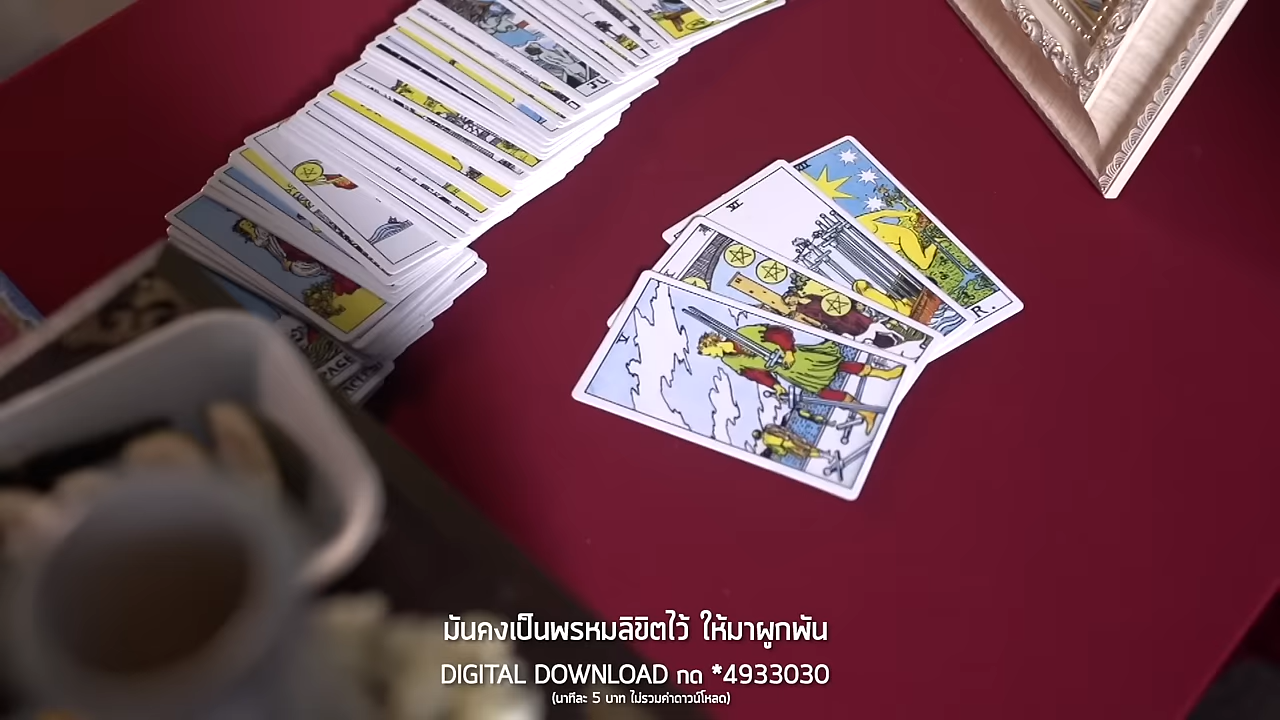 VI
V
R.
PAGE
มันคงเป็นพรหมลิขิตไว้ ให้มาผูกพัน
DIGITAL DOWNLOAD กด *4933030
(นาทีละ 5 บาท ไม่รวมค่าดาวน์โหลด)